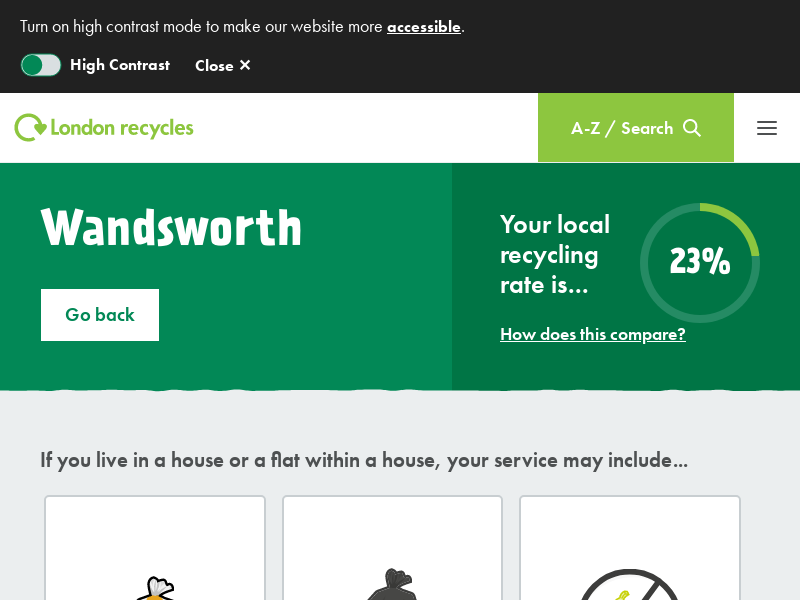 Turn on high contrast mode to make our website more accessible.
High Contrast
Close ✕
London recycles
A-Z / Search
Wandsworth
Go back
Your local
recycling
rate is...
23%
How does this compare?
If you live in a house or a flat within a house, your service may include...